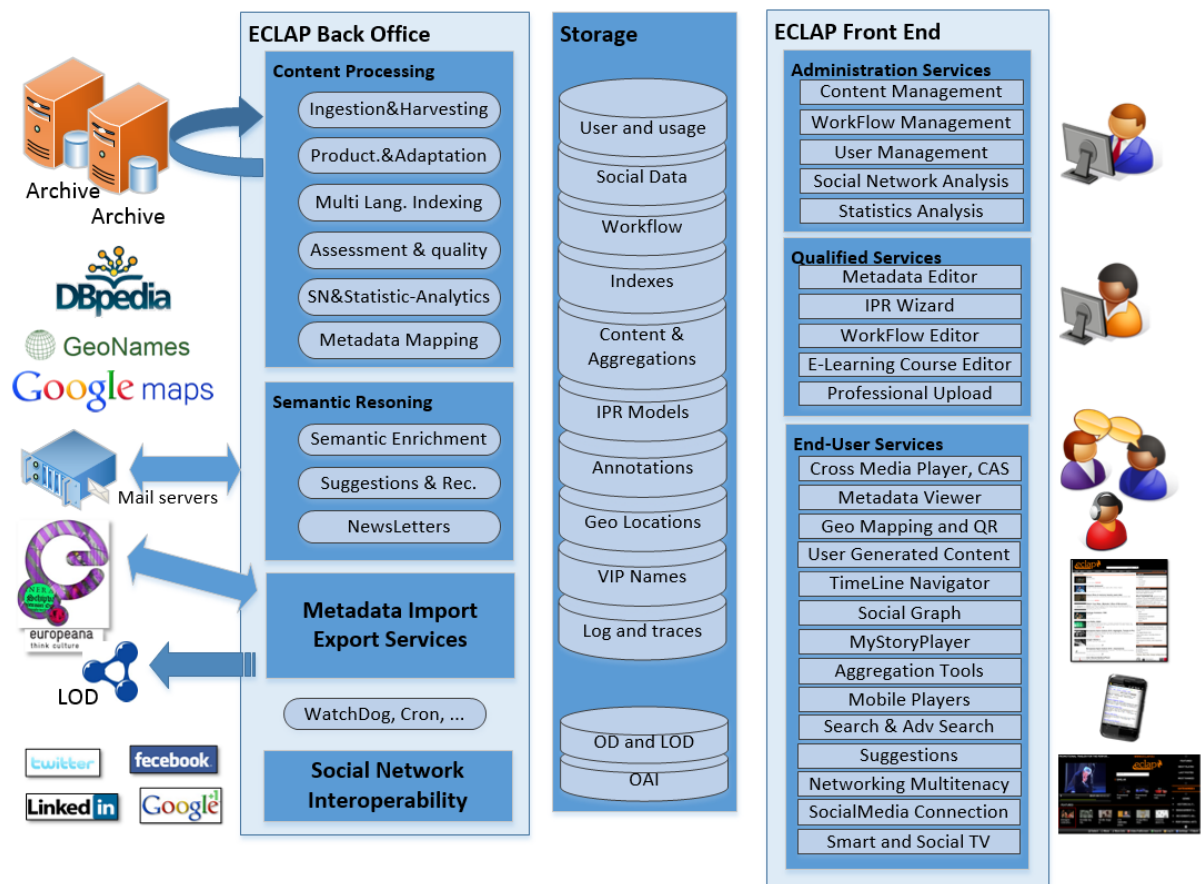 Archive
Archive
DBpedia
GeoNames
Google maps
Mail servers
europeana
think culture
LOD
twitter
fecebook
Linked in
Google +1
ECLAP Back Office
Content Processing
Ingestion&Harvesting
Product.&Adaptation
Multi Lang. Indexing
Assessment & quality
SN&Statistic-Analytics
Metadata Mapping
Semantic Resoning
Semantic Enrichment
Suggestions & Rec.
NewsLetters
Metadata Import
Export Services
WatchDog, Cron, ...
Social Network
Interoperability
Storage
User and usage
Social Data
Workflow
Indexes
Content &
Aggregations
IPR Models
Annotations
Geo Locations
VIP Names
Log and traces
OD and LOD
OAI
ECLAP Front End
Administration Services
Content Management
WorkFlow Management
User Management
Social Network Analysis
Statistics Analysis
Qualified Services
Metadata Editor
IPR Wizard
WorkFlow Editor
E-Learning Course Editor
Professional Upload
End-User Services
Cross Media Player, CAS
Metadata Viewer
Geo Mapping and QR
User Generated Content
TimeLine Navigator
Social Graph
MyStoryPlayer
Aggregation Tools
Mobile Players
Search & Adv Search
Suggestions
Networking Multitenacy
SocialMedia Connection
Smart and Social TV
eclap
eclap